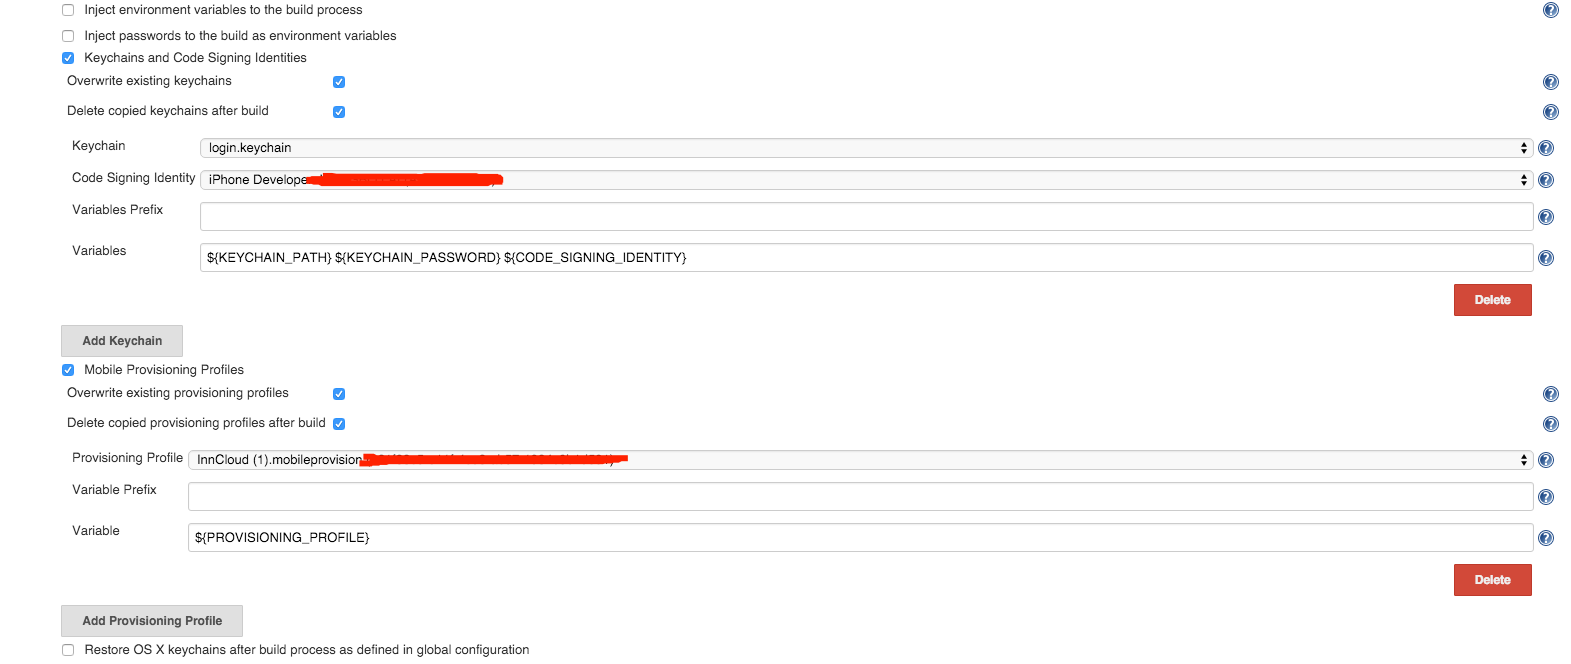 Inject environment variables to the build process
Inject passwords to the build as environment variables
Keychains and Code Signing Identities
Overwrite existing keychains
Delete copied keychains after build
Keychain login.keychain
Code Signing Identity iPhone Develope
Variables Prefix
Variables ${KEYCHAIN_PATH} ${KEYCHAIN_PASSWORD} ${CODE_SIGNING_IDENTITY}
Delete
Add Keychain
Mobile Provisioning Profiles
Overwrite existing provisioning profiles
Delete copied provisioning profiles after build
Provisioning Profile InnCloud (1).mobileprovision
Variable Prefix
Variable ${PROVISIONING_PROFILE}
Delete
Add Provisioning Profile
Restore OS X keychains after build process as defined in global configuration